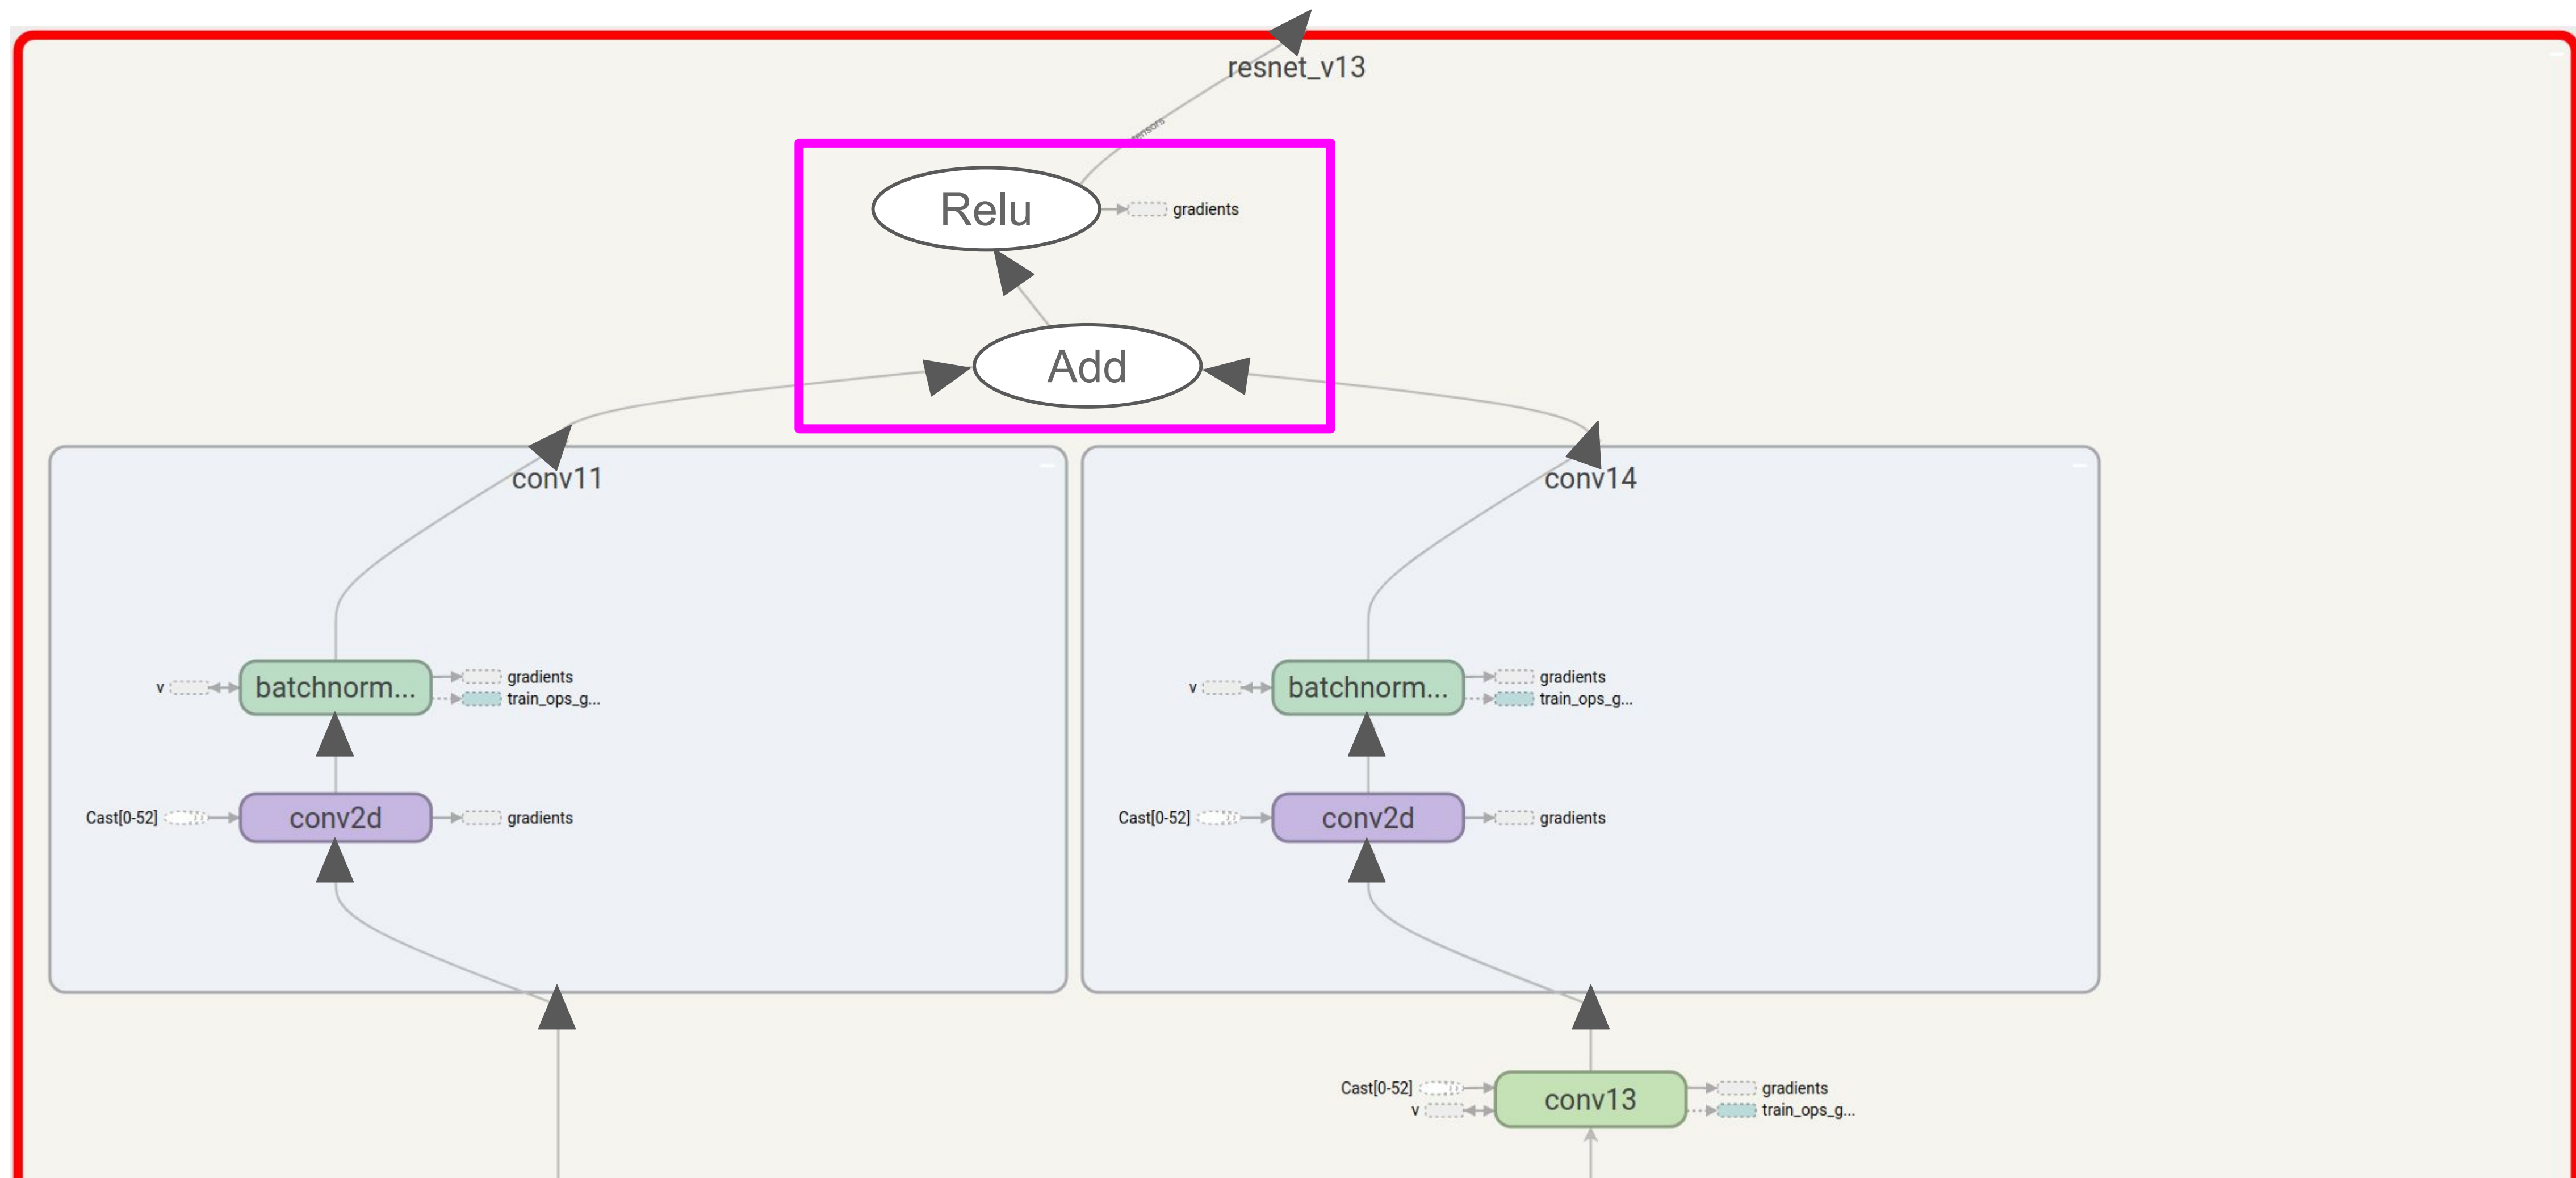 resnet_v13
Relu
gradients
Add
conv11
conv14
v
batchnorm...
gradients
train_ops_g...
v
batchnorm...
gradients
train_ops_g...
Cast[0-52]
conv2d
gradients
Cast[0-52]
conv2d
gradients
Cast[0-52]
v
conv13
gradients
train_ops_g...